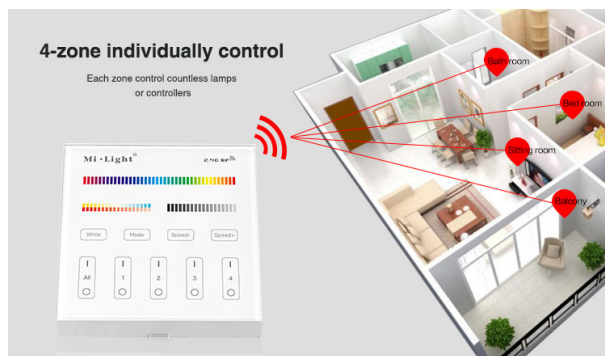 4-zone individually control
Each zone control countless lamps
or controllers
Mi·Light®
2.4G RF
White
Mode
Speed-
Speed+
All
1
2
3
4
Bath room
Bed room
Sitting room
Balcony